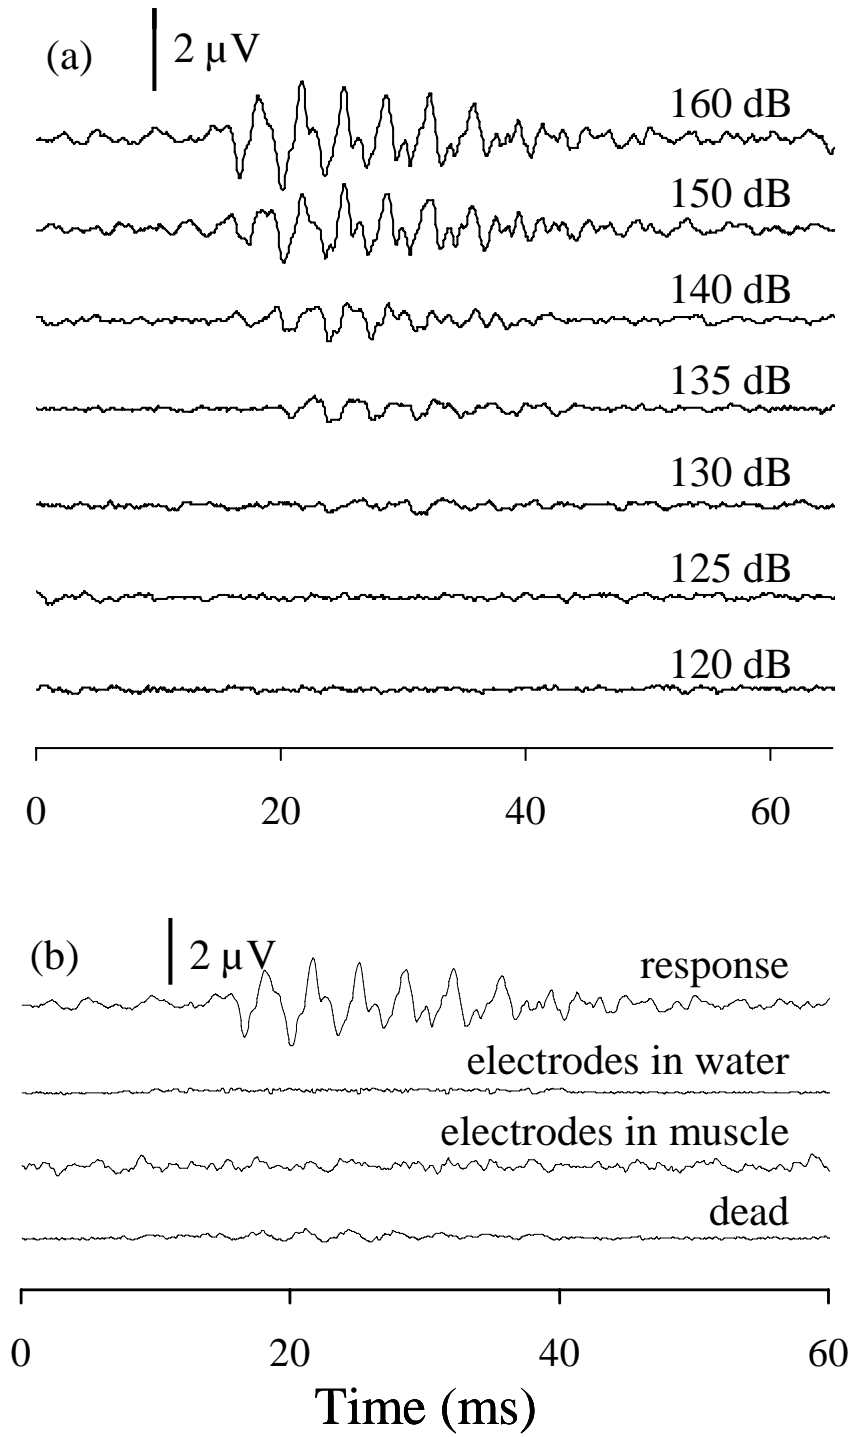 (a)
2 µV
160 dB
150 dB
140 dB
135 dB
130 dB
125 dB
120 dB
0 20 40 60
(b)
2 µV
response
electrodes in water
electrodes in muscle
dead
0 20 40 60
Time (ms)